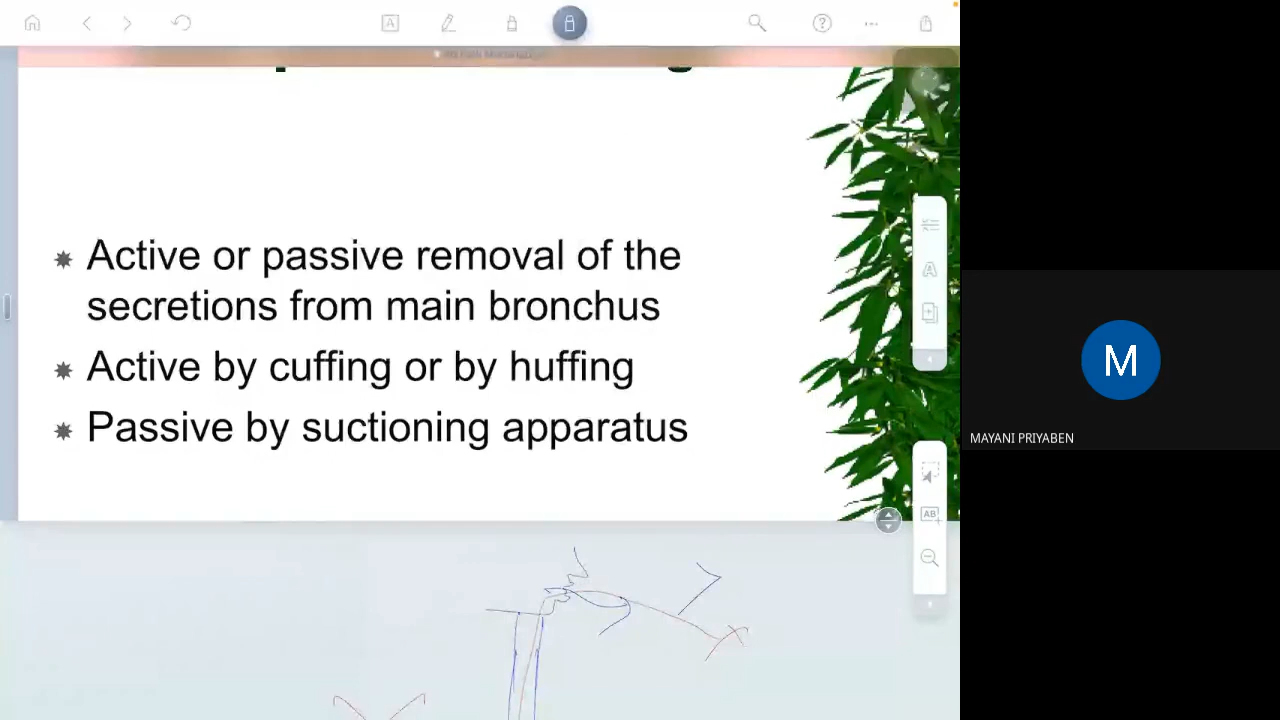 Active or passive removal of the
secretions from main bronchus
Active by cuffing or by huffing
Passive by suctioning apparatus
M
MAYANI PRIYABEN